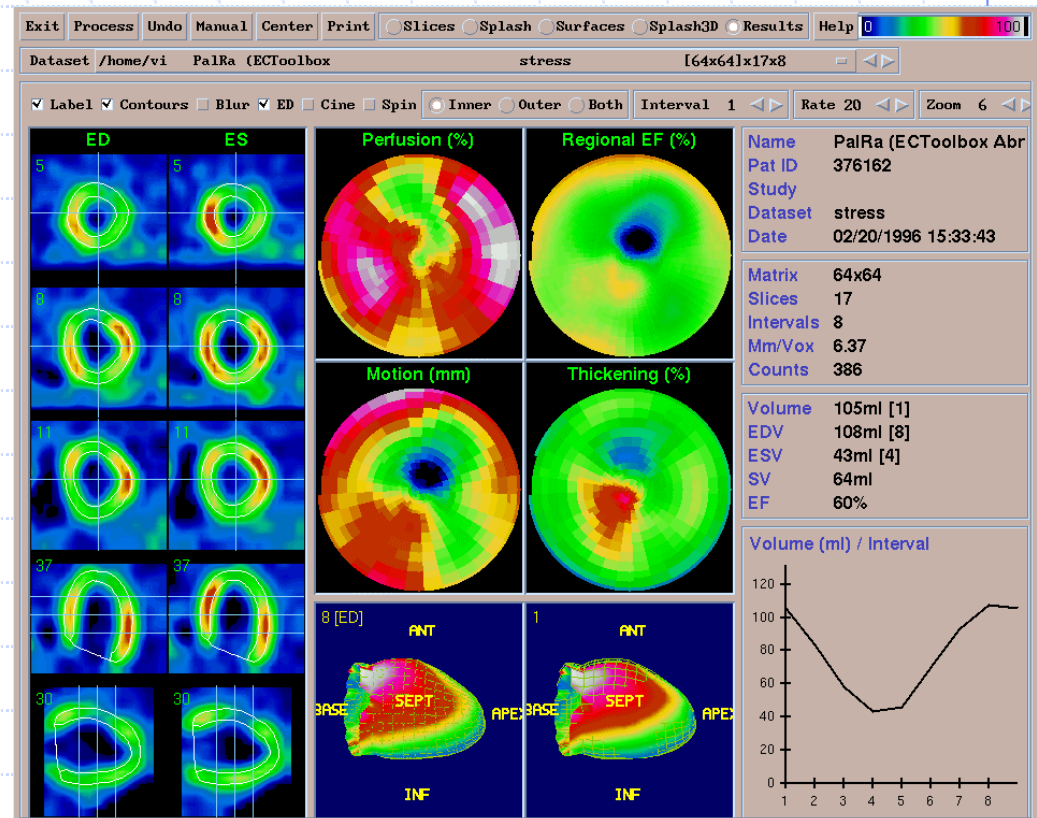 Exit Process Undo Manual Center Print Slices Splash Surfaces Splash3D Results Help 0 100
Dataset /home/vi PalRa (ECToolbox stress [64x64]x17x8
Label Contours Blur ED Cine Spin Inner Outer Both Interval 1 Rate 20 Zoom 6
ED ES
5 5
8 8
11 11
37 37
30 30
Perfusion (%) Regional EF (%)
Motion (mm) Thickening (%)
8 [ED]
ANT
SEPT
BASE APEX
INF
1
ANT
SEPT
BASE APE
INF
Name PalRa (ECToolbox Abr
Pat ID 376162
Study
Dataset stress
Date 02/20/1996 15:33:43
Matrix 64x64
Slices 17
Intervals 8
Mm/Vox 6.37
Counts 386
Volume 105ml [1]
EDV 108ml [8]
ESV 43ml [4]
SV 64ml
EF 60%
Volume (ml) / Interval
120
100
80
60
40
20
0
1 2 3 4 5 6 7 8